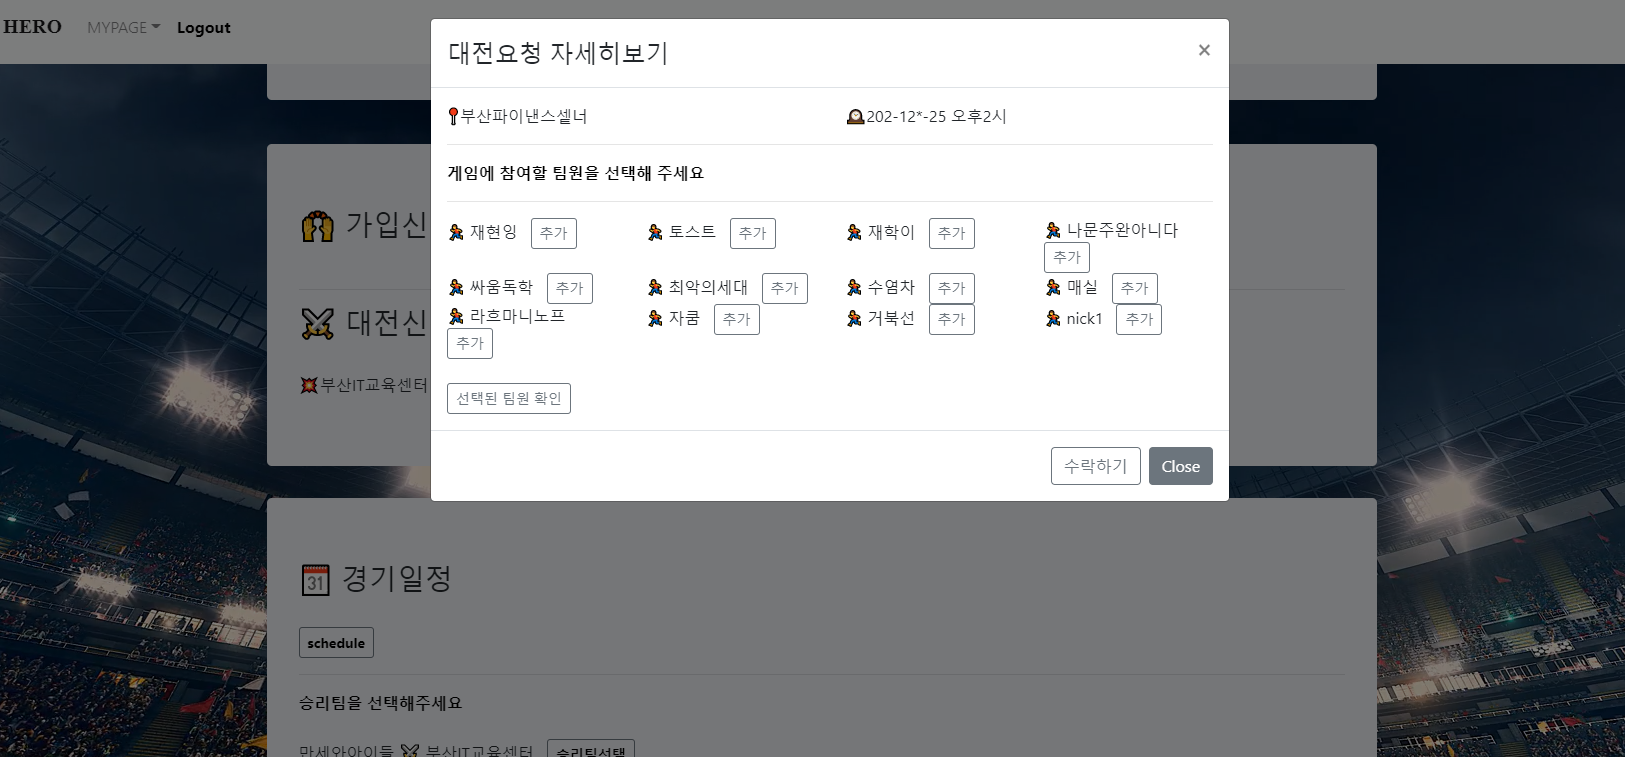 HERO MYPAGE Logout
대전요청 자세히보기 ×
부산파이낸스셑너 202-12*-25 오후2시
게임에 참여할 팀원을 선택해 주세요
재현잉 추가 토스트 추가 재학이 추가 나문주완아니다
추가
싸움독학 추가 최악의세대 추가 수염차 추가 매실 추가
라흐마니노프 자쿰 추가 거북선 추가 nick1 추가
추가
선택된 팀원 확인
수락하기 Close
가입신
대전신
부산IT교육센터
31 경기일정
schedule
승리팀을 선택해주세요
만세와아이들 부산IT교육센터 승리팀선택